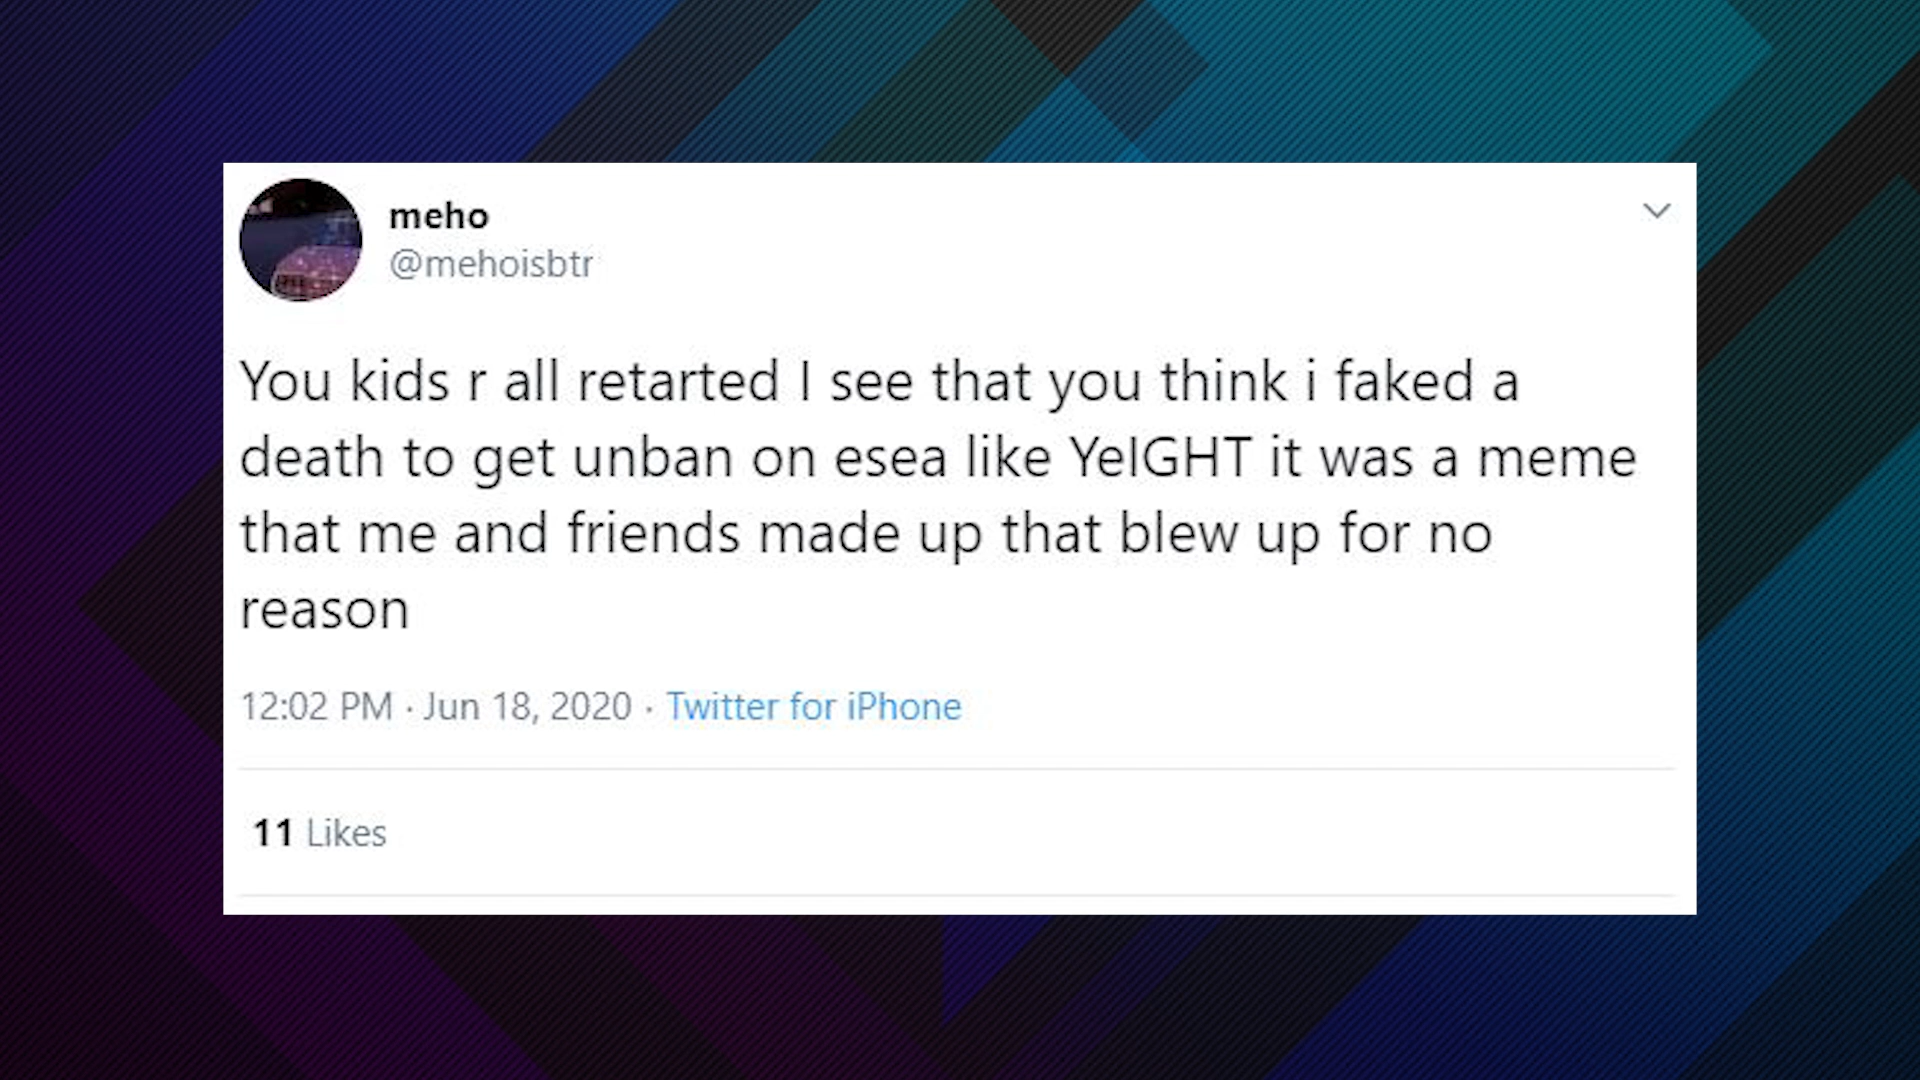 meho
@mehoisbtr
You kids r all retarted I see that you think i faked a
death to get unban on esea like YeIGHT it was a meme
that me and friends made up that blew up for no
reason
12:02 PM · Jun 18, 2020 · Twitter for iPhone
11 Likes